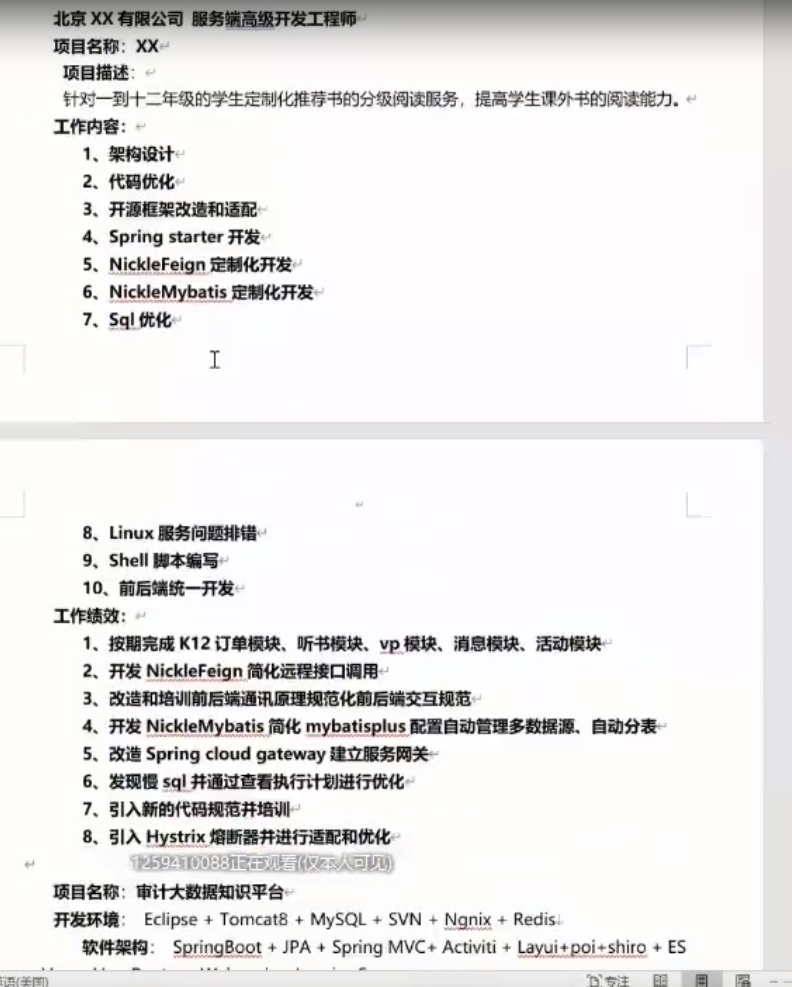 北京 XX 有限公司 服务端高级开发工程师
项目名称：XX
项目描述：
针对一到十二年级的学生定制化推荐书的分级阅读服务，提高学生课外书的阅读能力。
工作内容：
1、架构设计
2、代码优化
3、开源框架改造和适配
4、Spring starter 开发
5、NickleFeign 定制化开发
6、NickleMybatis 定制化开发
7、Sql 优化
8、Linux 服务问题排错
9、Shell 脚本编写
10、前后端统一开发
工作绩效：
1、按期完成 K12 订单模块、听书模块、vp 模块、消息模块、活动模块
2、开发 NickleFeign 简化远程接口调用
3、改造和培训前后端通讯原理规范化前后端交互规范
4、开发 NickleMybatis 简化 mybatisplus 配置自动管理多数据源、自动分表
5、改造 Spring cloud gateway 建立服务网关
6、发现慢 sql 并通过查看执行计划进行优化
7、引入新的代码规范并培训
8、引入 Hystrix 熔断器并进行适配和优化
1259410088正在观看(仅本人可见)
项目名称：审计大数据知识平台
开发环境： Eclipse + Tomcat8 + MySQL + SVN + Ngnix + Redis
软件架构： SpringBoot + JPA + Spring MVC+ Activiti + Layui+poi+shiro + ES
英语(美国) 专注